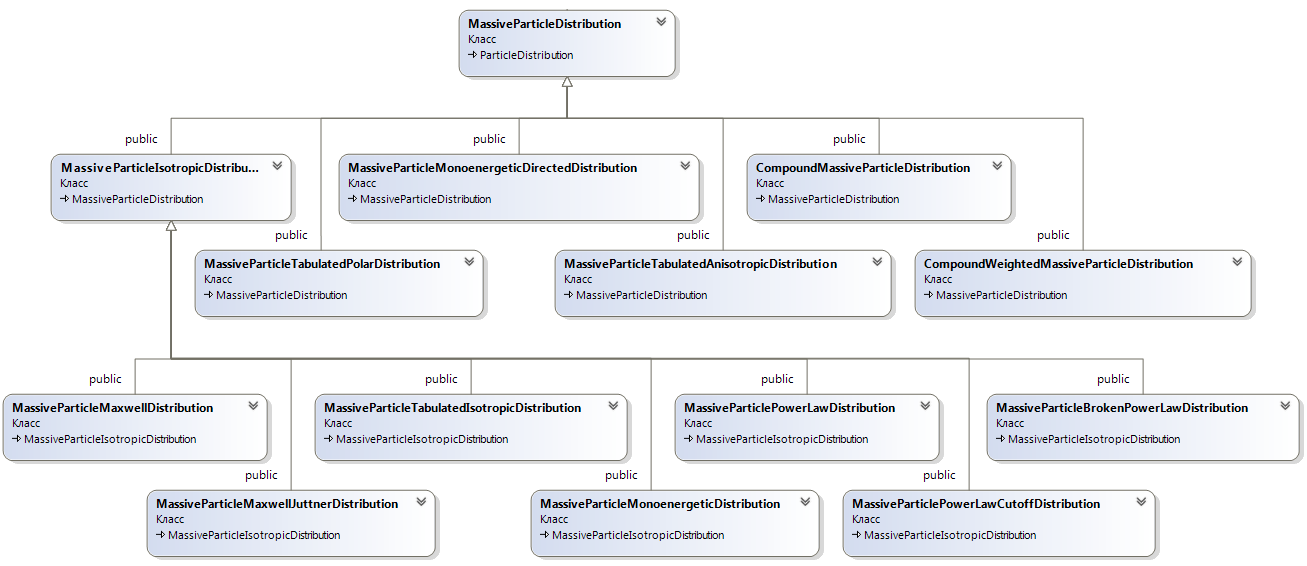 MassiveParticleDistribution
Класс
ParticleDistribution
public
public
public
MassiveParticleIsotropicDistribu...
Класс
MassiveParticleDistribution
MassiveParticleMonoenergeticDirectedDistribution
Класс
MassiveParticleDistribution
CompoundMassiveParticleDistribution
Класс
MassiveParticleDistribution
public
public
public
MassiveParticleTabulatedPolarDistribution
Класс
MassiveParticleDistribution
MassiveParticleTabulatedAnisotropicDistribution
Класс
MassiveParticleDistribution
CompoundWeightedMassiveParticleDistribution
Класс
MassiveParticleDistribution
public
public
public
public
MassiveParticleMaxwellDistribution
Класс
MassiveParticleIsotropicDistribution
MassiveParticleTabulatedIsotropicDistribution
Класс
MassiveParticleIsotropicDistribution
MassiveParticlePowerLawDistribution
Класс
MassiveParticleIsotropicDistribution
MassiveParticleBrokenPowerLawDistribution
Класс
MassiveParticleIsotropicDistribution
public
public
public
MassiveParticleMaxwellJuttnerDistribution
Класс
MassiveParticleIsotropicDistribution
MassiveParticleMonoenergeticDistribution
Класс
MassiveParticleIsotropicDistribution
MassiveParticlePowerLawCutoffDistribution
Класс
MassiveParticleIsotropicDistribution